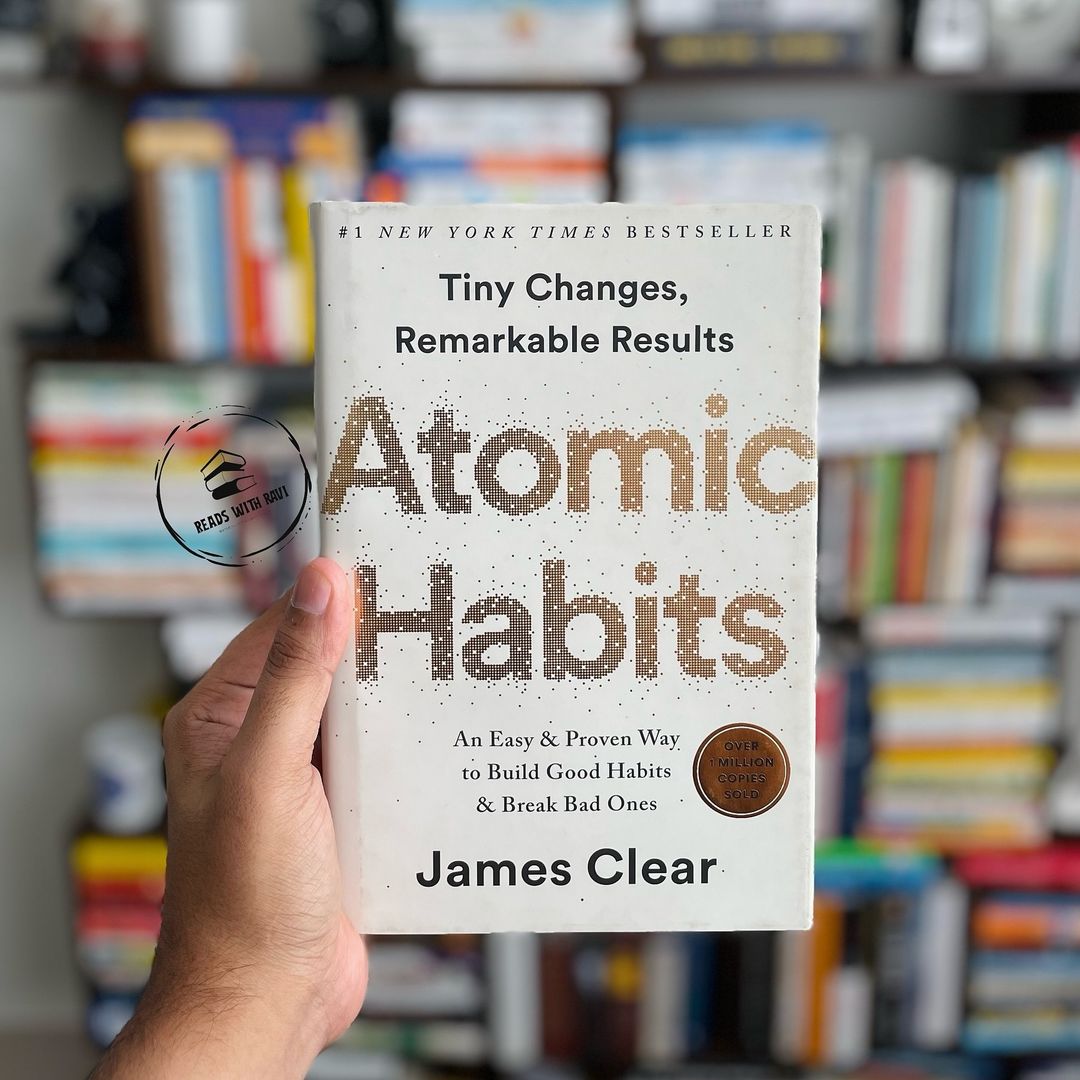 #1 NEW YORK TIMES BESTSELLER
Tiny Changes,
Remarkable Results
Atomic
Habits
An Easy & Proven Way
to Build Good Habits
& Break Bad Ones
OVER
1 MILLION
COPIES
SOLD
James Clear
READS WITH RAVI